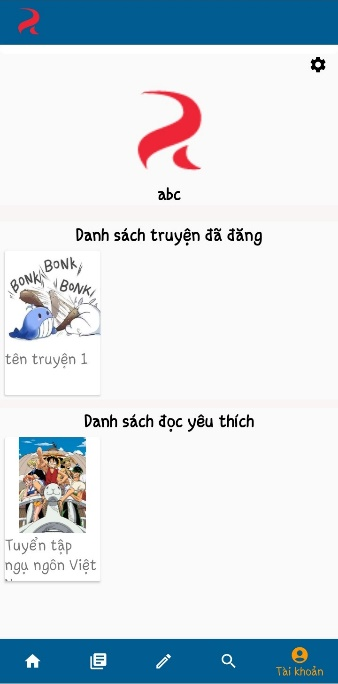 abc
Danh sách truyện đã đăng
BONK BONK BONK
tên truyện 1
Danh sách đọc yêu thích
Tuyển tập
ngụ ngôn Việt
Tài khoản